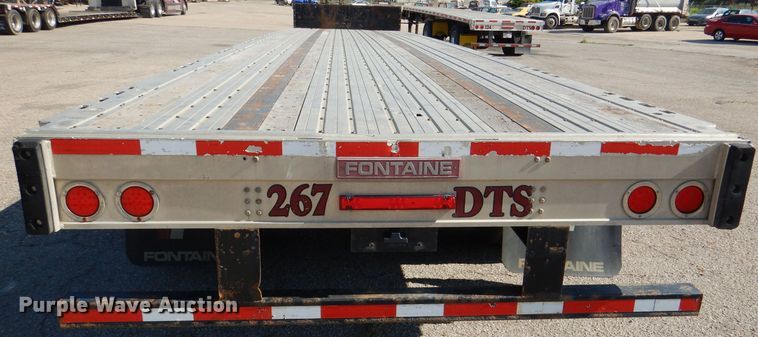 FONTAINE
267 DTS
FONTAINE FONTAINE
Purple Wave Auction